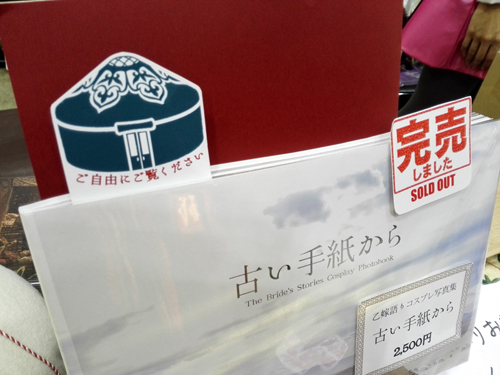 ご自由にご覧ください
完売
しました
SOLD OUT
古い手紙から
The Bride's Stories Cosplay Photobook
乙嫁語りコスプレ写真集
古い手紙から
2,500円